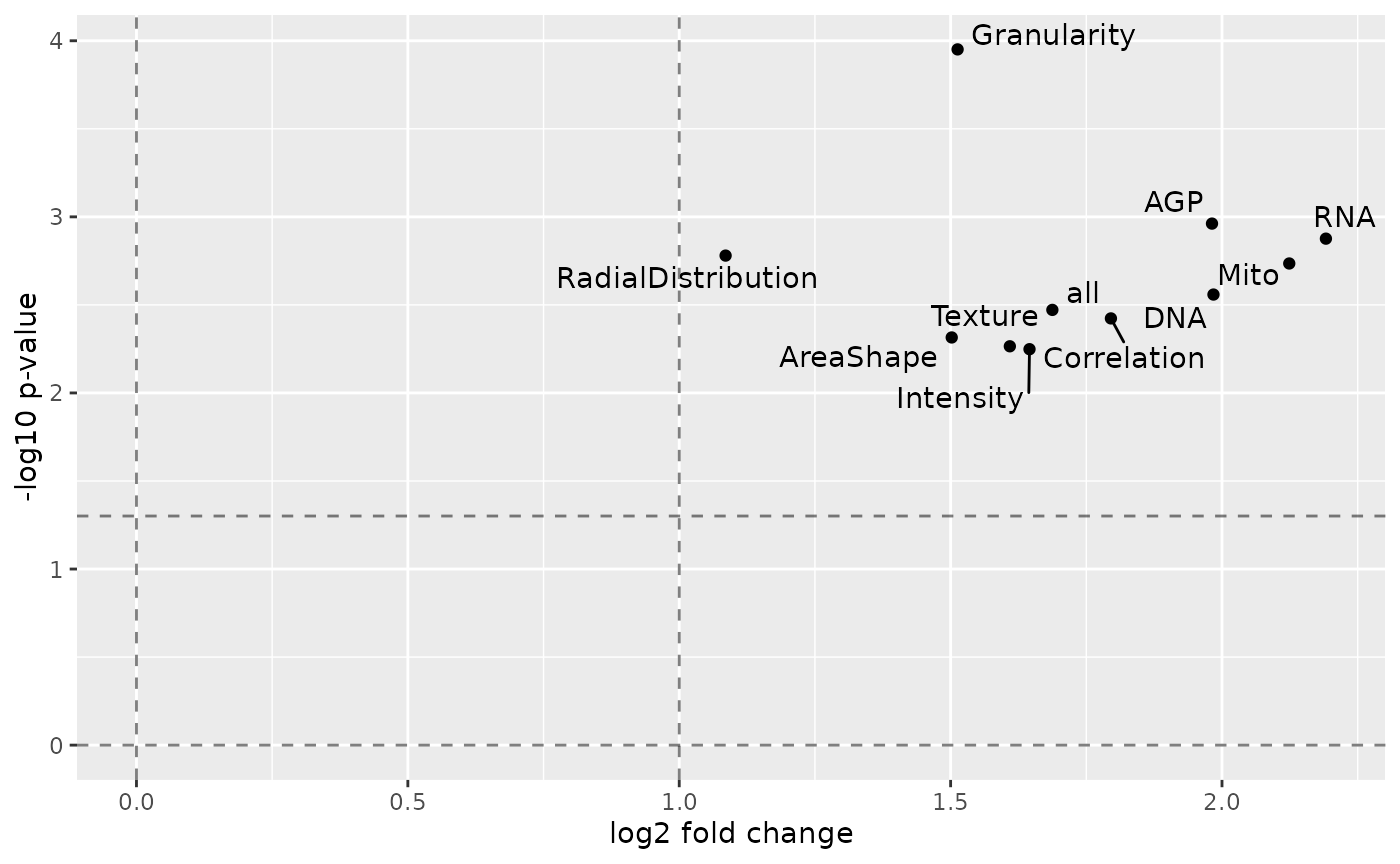 4
Granularity
3
AGP
RNA
RadialDistribution
Mito
all
Texture
DNA
AreaShape
Correlation
2
Intensity
1
0
-log10 p-value
0.0
0.5
1.0
1.5
2.0
log2 fold change